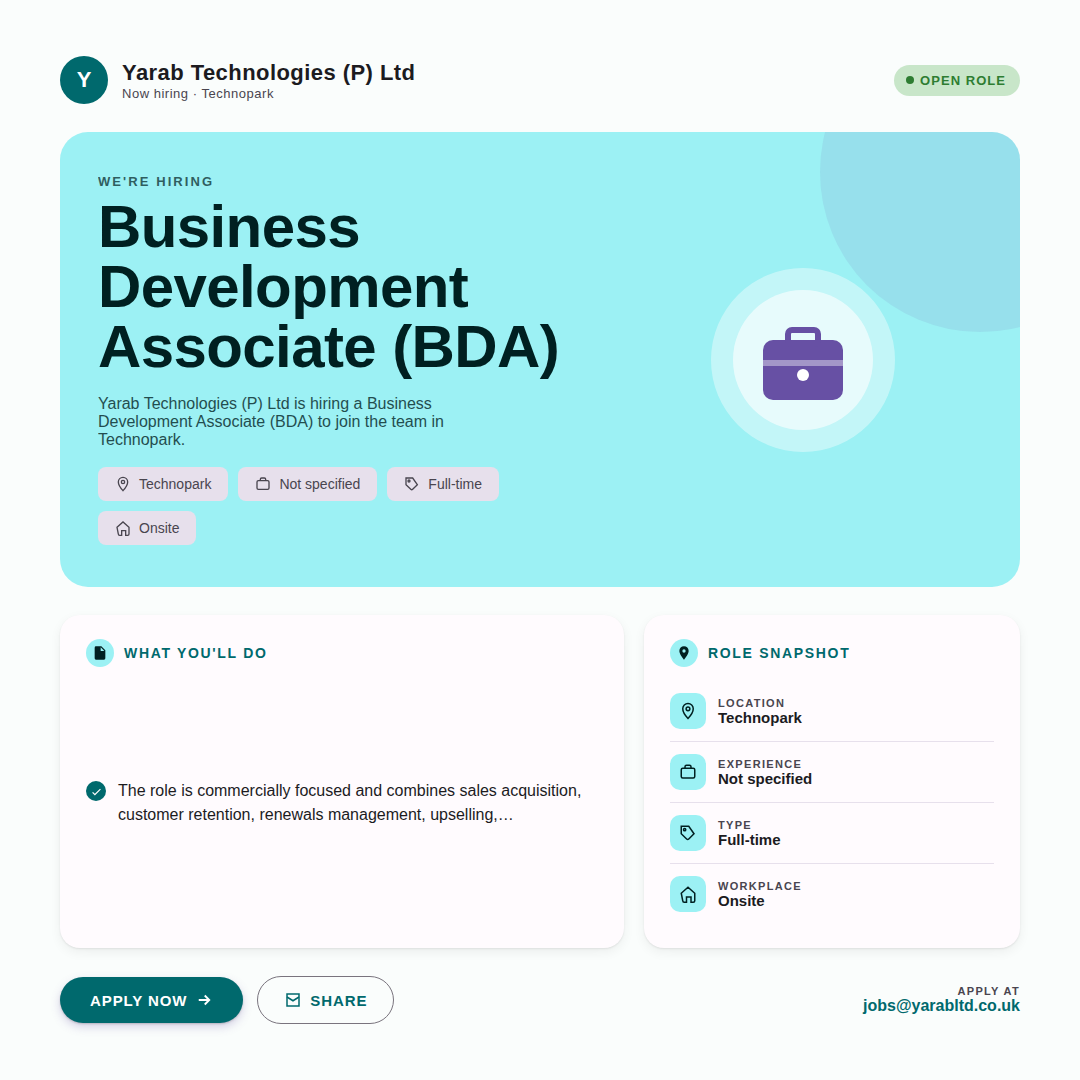 Y
Yarab Technologies (P) Ltd
Now hiring · Technopark
OPEN ROLE
WE'RE HIRING
Business
Development
Associate (BDA)
Yarab Technologies (P) Ltd is hiring a Business
Development Associate (BDA) to join the team in
Technopark.
Technopark
Not specified
Full-time
Onsite
WHAT YOU'LL DO
The role is commercially focused and combines sales acquisition,
customer retention, renewals management, upselling,…
ROLE SNAPSHOT
LOCATION
Technopark
EXPERIENCE
Not specified
TYPE
Full-time
WORKPLACE
Onsite
APPLY NOW
SHARE
APPLY AT
jobs@yarabltd.co.uk